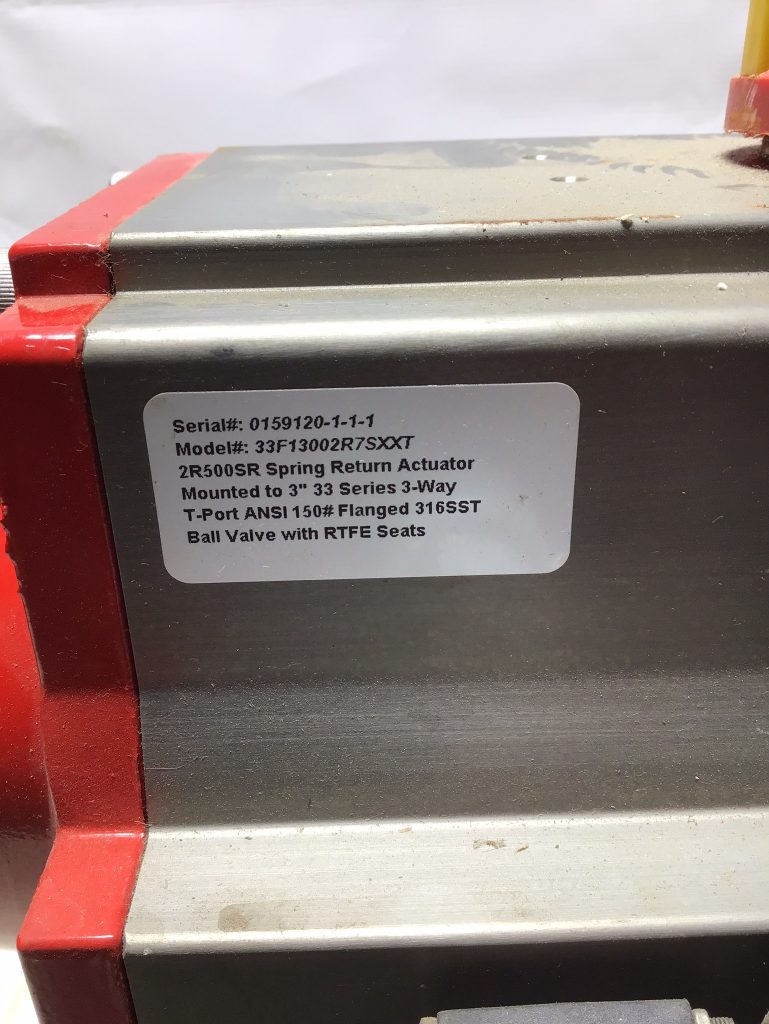 Serial#: 0159120-1-1-1
Model#: 33F13002R7SXXT
2R500SR Spring Return Actuator
Mounted to 3" 33 Series 3-Way
T-Port ANSI 150# Flanged 316SST
Ball Valve with RTFE Seats